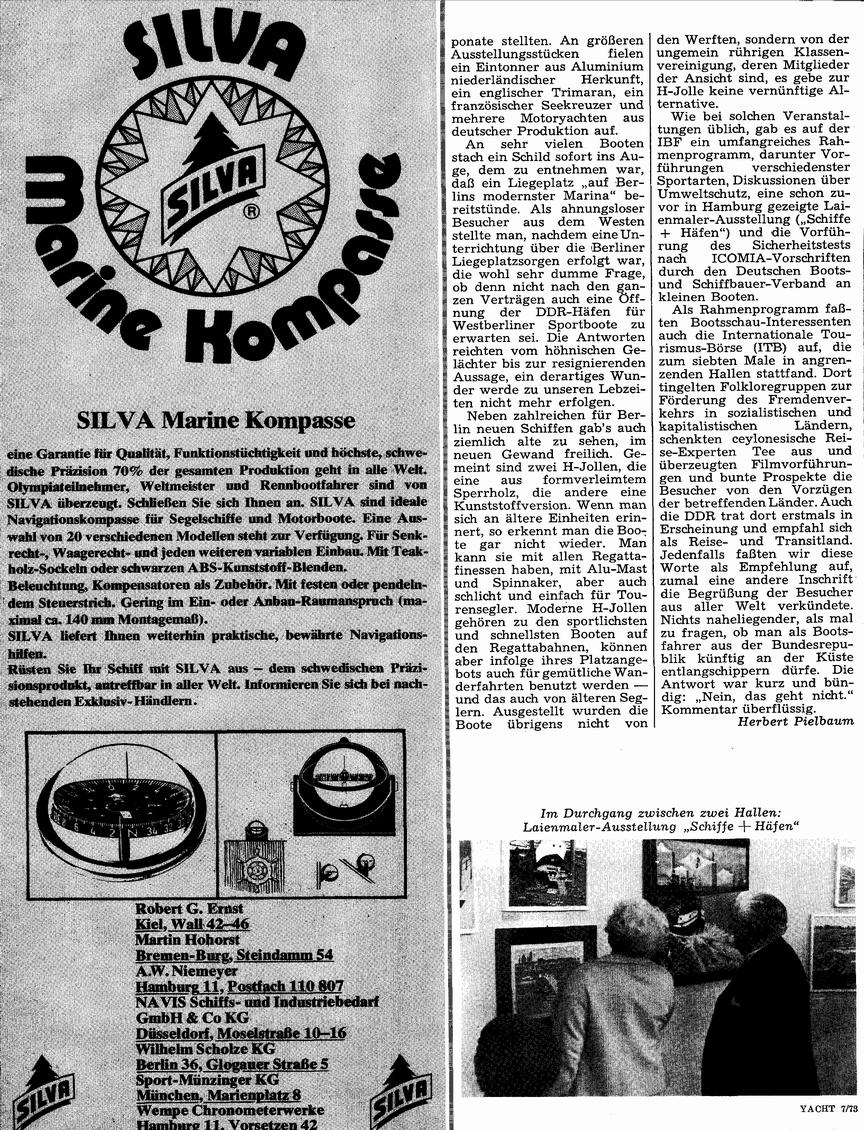 SILVA
Marine Kompasse
SILVA
®
SILVA Marine Kompasse
eine Garantie für Qualität, Funktionstüchtigkeit und höchste, schwe-
dische Präzision 70% der gesamten Produktion geht in alle Welt.
Olympiateilnehmer, Weltmeister und Rennbootfahrer sind von
SILVA überzeugt. Schließen Sie sich Ihnen an. SILVA sind ideale
Navigationskompasse für Segelschiffe und Motorboote. Eine Aus-
wahl von 20 verschiedenen Modellen steht zur Verfügung. Für Senk-
recht-, Waagerecht- und jeden weiteren variablen Einbau. Mit Teak-
holz-Sockeln oder schwarzen ABS-Kunststoff-Blenden.
Beleuchtung, Kompensatoren als Zubehör. Mit festen oder pendeln-
dem Steuerstrich. Gering im Ein- oder Anbau-Raumanspruch (ma-
ximal ca. 140 mm Montagemaß).
SILVA liefert Ihnen weiterhin praktische, bewährte Navigations-
hilfen.
Rüsten Sie Ihr Schiff mit SILVA aus – dem schwedischen Präzi-
sionsprodukt, antreffbar in aller Welt. Informieren Sie sich bei nach-
stehenden Exklusiv-Händlern.
Robert G. Ernst
Kiel, Wall 42–46
Martin Hohorst
Bremen-Burg, Steindamm 54
A.W. Niemeyer
Hamburg 11, Postfach 110 807
NAVIS Schiffs- und Industriebedarf
GmbH & Co KG
Düsseldorf, Moselstraße 10–16
Wilhelm Scholze KG
Berlin 36, Glogauer Straße 5
Sport-Münzinger KG
München, Marienplatz 8
Wempe Chronometerwerke
Hamburg 11, Vorsetzen 42
SILVA
SILVA
ponate stellten. An größeren
Ausstellungsstücken fielen
ein Eintonner aus Aluminium
niederländischer Herkunft,
ein englischer Trimaran, ein
französischer Seekreuzer und
mehrere Motoryachten aus
deutscher Produktion auf.
An sehr vielen Booten
stach ein Schild sofort ins Au-
ge, dem zu entnehmen war,
daß ein Liegeplatz „auf Ber-
lins modernster Marina“ be-
reitstünde. Als ahnungsloser
Besucher aus dem Westen
stellte man, nachdem eine Un-
terrichtung über die Berliner
Liegeplatzsorgen erfolgt war,
die wohl sehr dumme Frage,
ob denn nicht nach den gan-
zen Verträgen auch eine Öff-
nung der DDR-Häfen für
Westberliner Sportboote zu
erwarten sei. Die Antworten
reichten vom höhnischen Ge-
lächter bis zur resignierenden
Aussage, ein derartiges Wun-
der werde zu unseren Lebzei-
ten nicht mehr erfolgen.
Neben zahlreichen für Ber-
lin neuen Schiffen gab's auch
ziemlich alte zu sehen, im
neuen Gewand freilich. Ge-
meint sind zwei H-Jollen, die
eine aus formverleimtem
Sperrholz, die andere eine
Kunststoffversion. Wenn man
sich an ältere Einheiten erin-
nert, so erkennt man die Boo-
te gar nicht wieder. Man
kann sie mit allen Regatta-
finessen haben, mit Alu-Mast
und Spinnaker, aber auch
schlicht und einfach für Tou-
rensegler. Moderne H-Jollen
gehören zu den sportlichsten
und schnellsten Booten auf
den Regattabahnen, können
aber infolge ihres Platzange-
bots auch für gemütliche Wan-
derfahrten benutzt werden —
und das auch von älteren Seg-
lern. Ausgestellt wurden die
Boote übrigens nicht von
den Werften, sondern von der
ungemein rührigen Klassen-
vereinigung, deren Mitglieder
der Ansicht sind, es gebe zur
H-Jolle keine vernünftige Al-
ternative.
Wie bei solchen Veranstal-
tungen üblich, gab es auf der
IBF ein umfangreiches Rah-
menprogramm, darunter Vor-
führungen verschiedenster
Sportarten, Diskussionen über
Umweltschutz, eine schon zu-
vor in Hamburg gezeigte Lai-
enmaler-Ausstellung („Schiffe
+ Häfen“) und die Vorfüh-
rung des Sicherheitstests
nach ICOMIA-Vorschriften
durch den Deutschen Boots-
und Schiffbauer-Verband an
kleinen Booten.
Als Rahmenprogramm faß-
ten Bootsschau-Interessenten
auch die Internationale Tou-
rismus-Börse (ITB) auf, die
zum siebten Male in angren-
zenden Hallen stattfand. Dort
tingelten Folkloregruppen zur
Förderung des Fremdenver-
kehrs in sozialistischen und
kapitalistischen Ländern,
schenkten ceylonesische Rei-
se-Experten Tee aus und
überzeugten Filmvorführun-
gen und bunte Prospekte die
Besucher von den Vorzügen
der betreffenden Länder. Auch
die DDR trat dort erstmals in
Erscheinung und empfahl sich
als Reise- und Transitland.
Jedenfalls faßten wir diese
Worte als Empfehlung auf,
zumal eine andere Inschrift
die Begrüßung der Besucher
aus aller Welt verkündete.
Nichts naheliegender, als mal
zu fragen, ob man als Boots-
fahrer aus der Bundesrepu-
blik künftig an der Küste
entlangschippern dürfe. Die
Antwort war kurz und bün-
dig: „Nein, das geht nicht.“
Kommentar überflüssig.
Herbert Pielbaum
Im Durchgang zwischen zwei Hallen:
Laienmaler-Ausstellung „Schiffe + Häfen“
YACHT 7/73